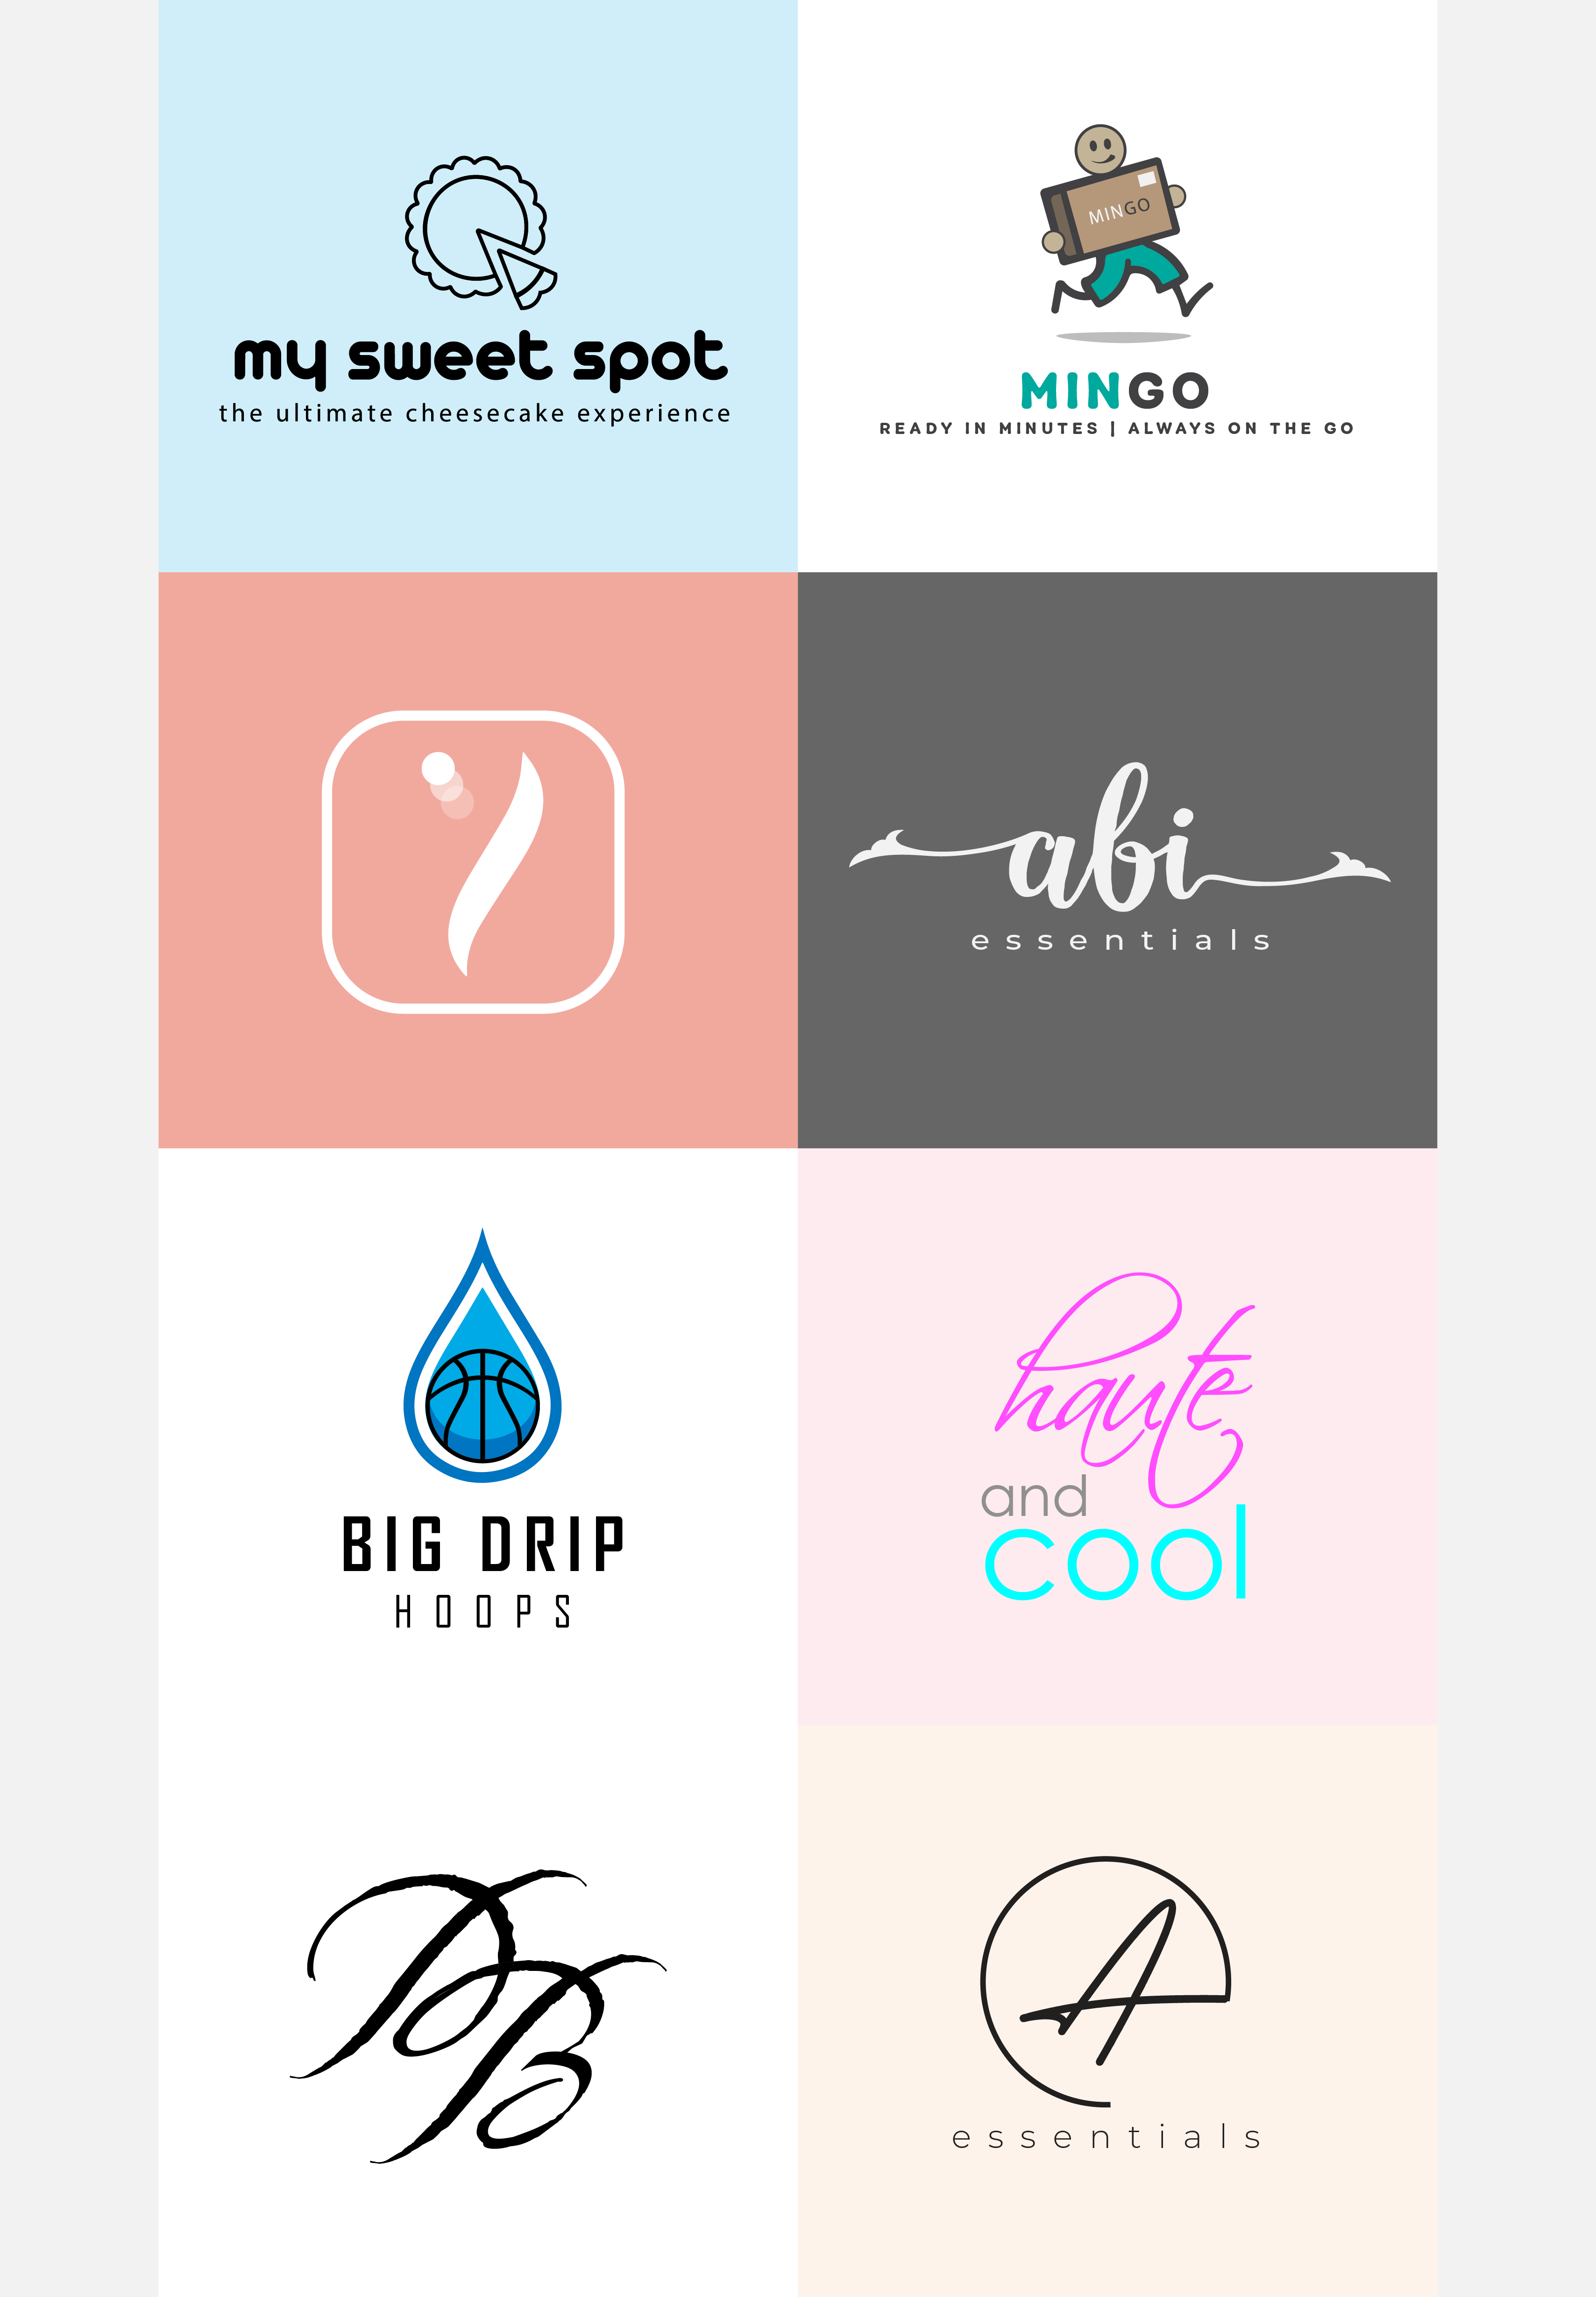 my sweet spot
the ultimate cheesecake experience
MINGO
MINGO
READY IN MINUTES | ALWAYS ON THE GO
abi
essentials
BIG DRIP
HOOPS
haute
and
cool
A
essentials